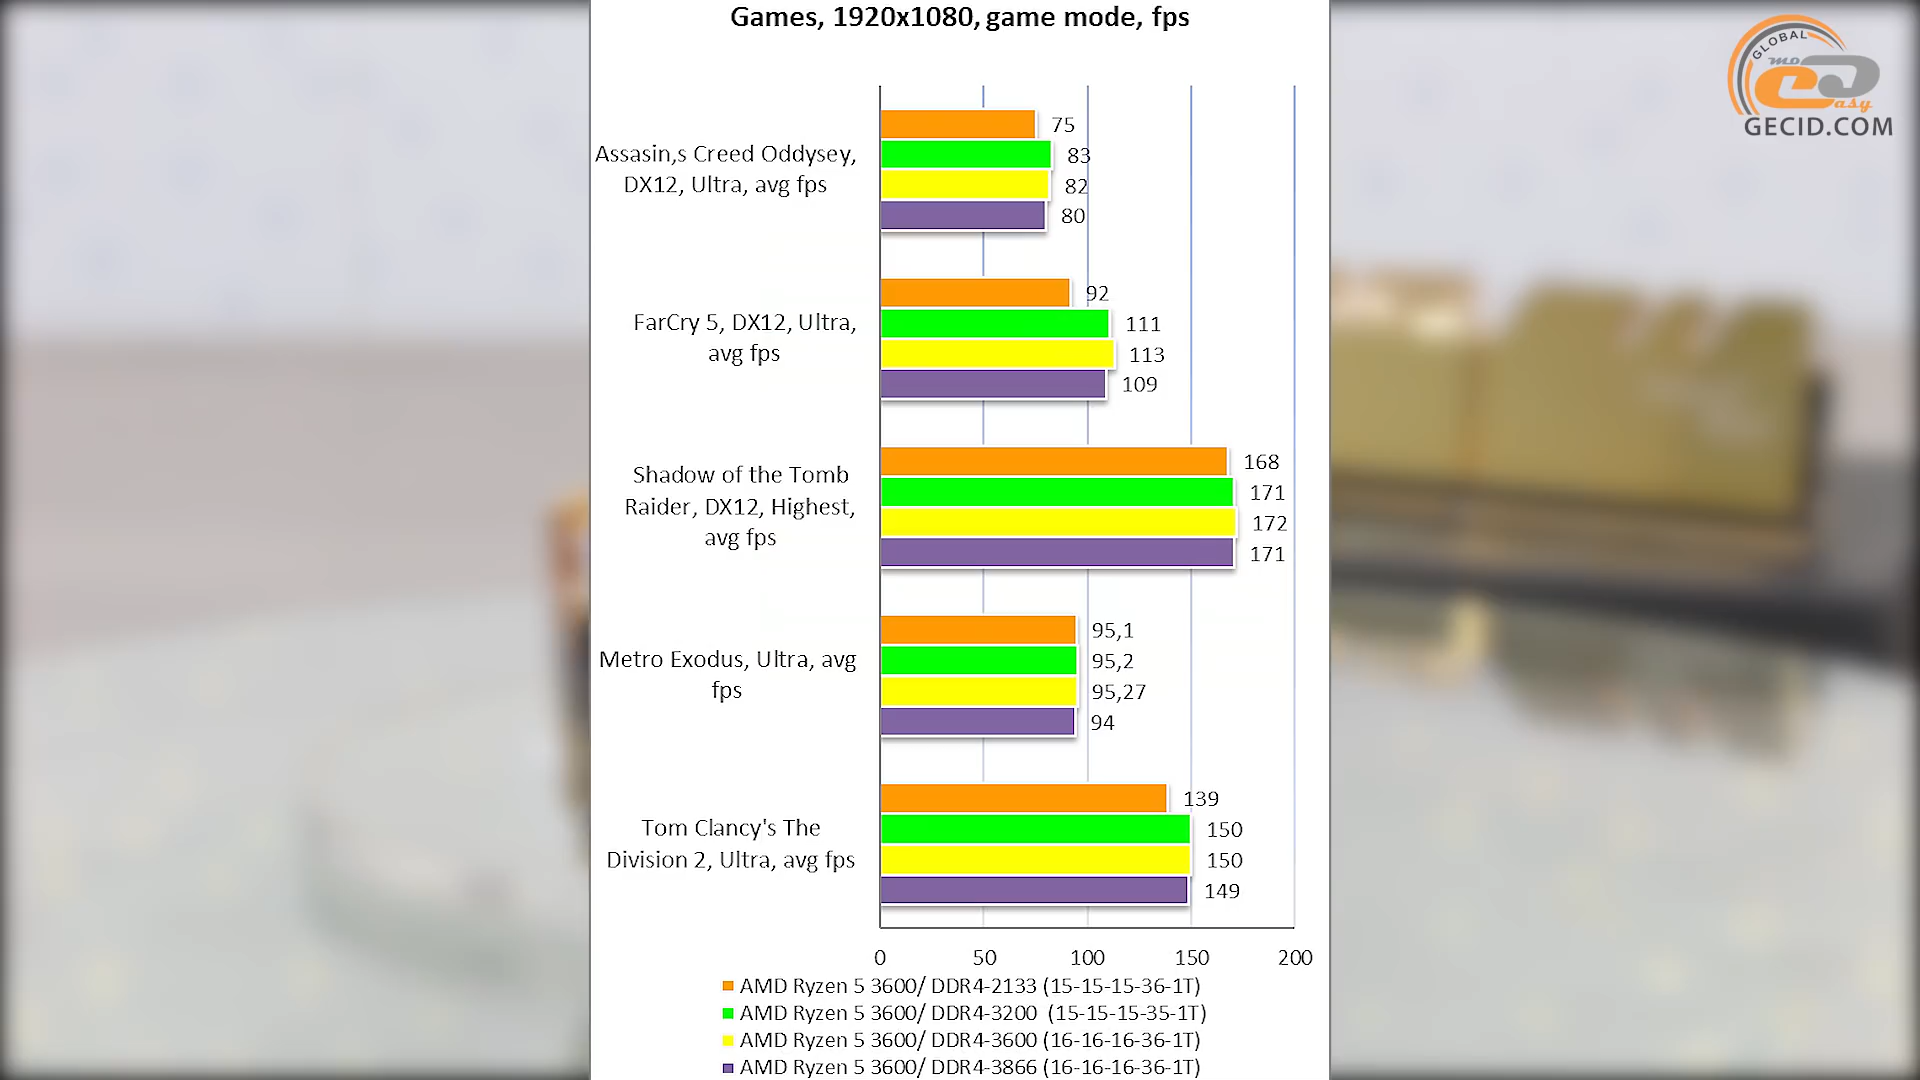 Games, 1920x1080, game mode, fps
GLOBAL
mo
easy
GECID.COM
Assasin,s Creed Oddysey,
DX12, Ultra, avg fps
75
83
82
80
FarCry 5, DX12, Ultra,
avg fps
92
111
113
109
Shadow of the Tomb
Raider, DX12, Highest,
avg fps
168
171
172
171
Metro Exodus, Ultra, avg
fps
95,1
95,2
95,27
94
Tom Clancy's The
Division 2, Ultra, avg fps
139
150
150
149
0 50 100 150 200
AMD Ryzen 5 3600/ DDR4-2133 (15-15-15-36-1T)
AMD Ryzen 5 3600/ DDR4-3200 (15-15-15-35-1T)
AMD Ryzen 5 3600/ DDR4-3600 (16-16-16-36-1T)
AMD Ryzen 5 3600/ DDR4-3866 (16-16-16-36-1T)